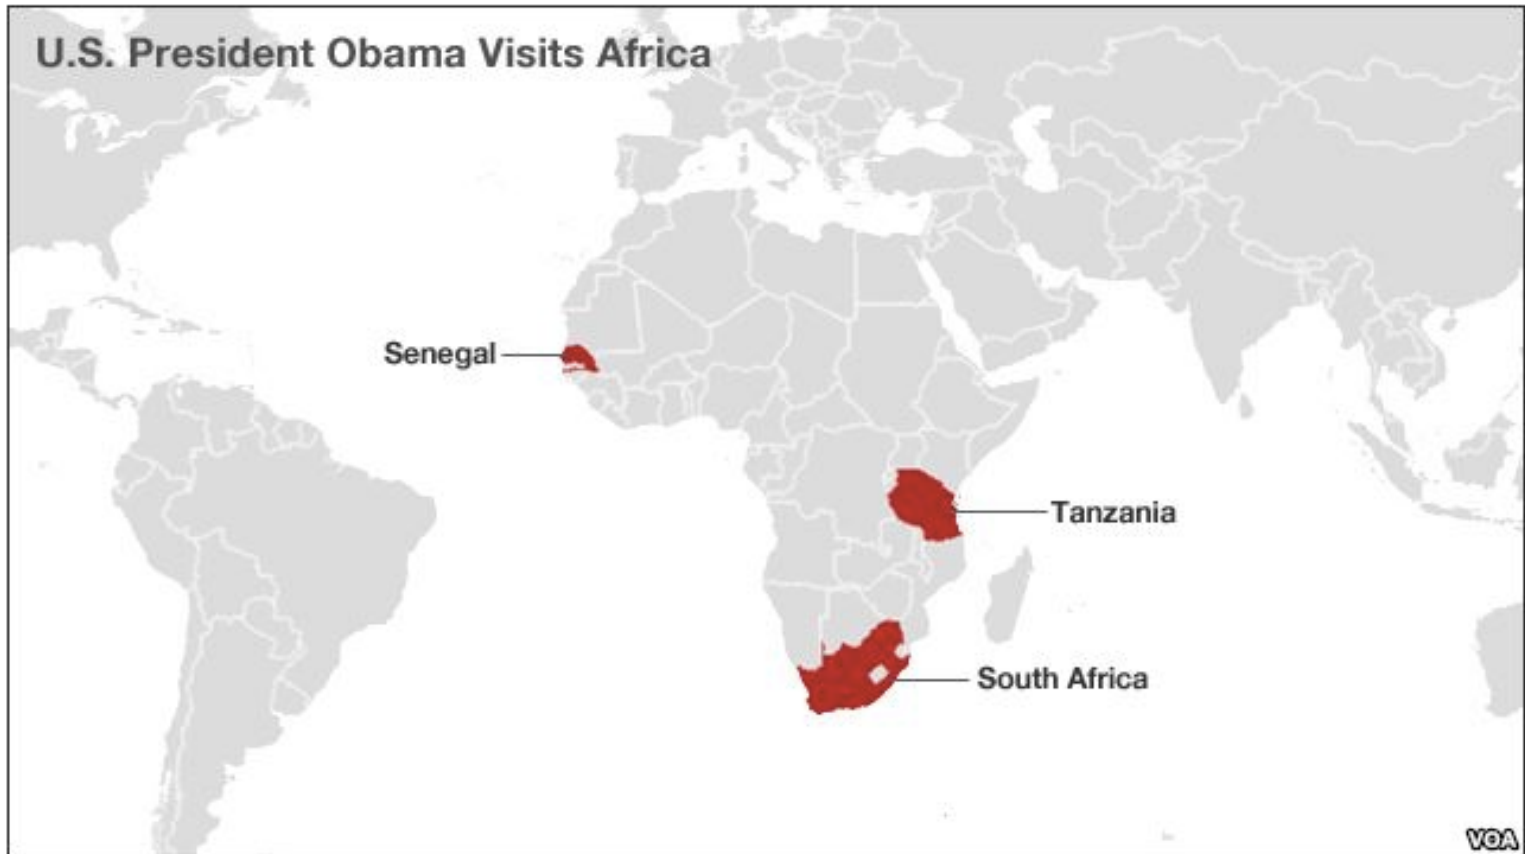 U.S. President Obama Visits Africa
Senegal
Tanzania
South Africa
VOA